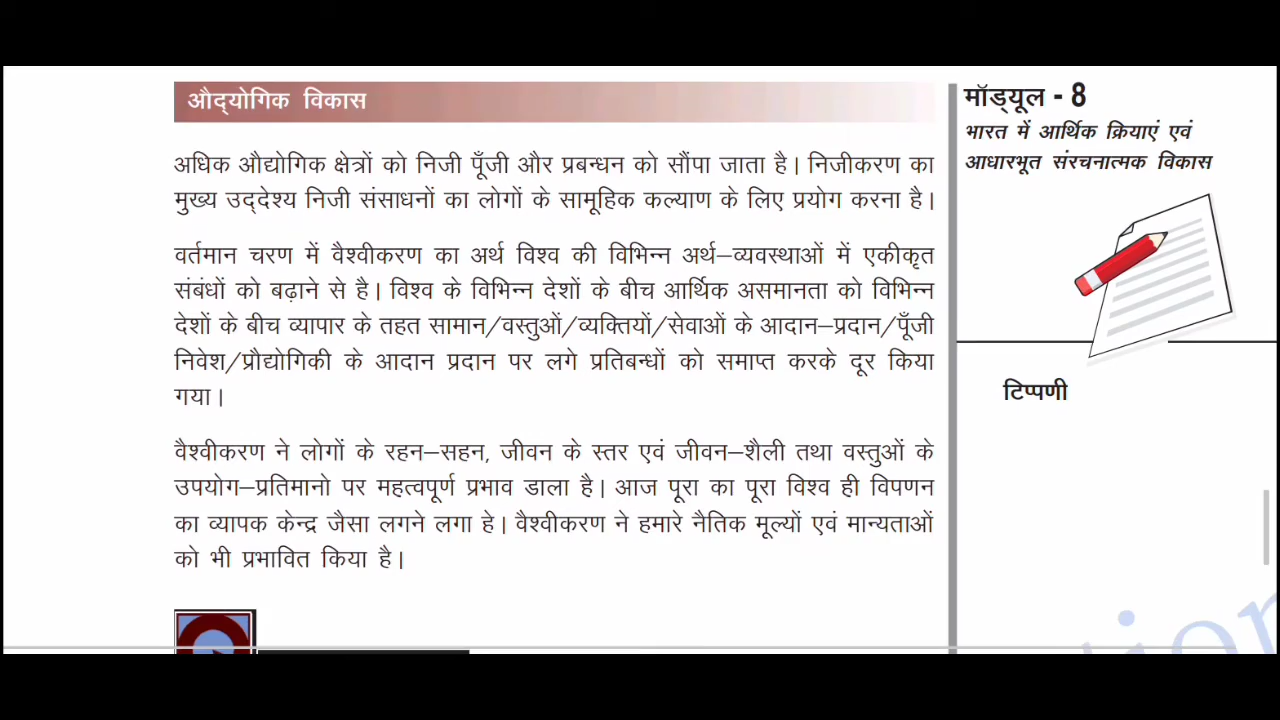 औद्योगिक विकास
अधिक औद्योगिक क्षेत्रों को निजी पूँजी और प्रबन्धन को सौंपा जाता है। निजीकरण का
मुख्य उद्देश्य निजी संसाधनों का लोगों के सामूहिक कल्याण के लिए प्रयोग करना है।
वर्तमान चरण में वैश्वीकरण का अर्थ विश्व की विभिन्न अर्थ–व्यवस्थाओं में एकीकृत
संबंधों को बढ़ाने से है। विश्व के विभिन्न देशों के बीच आर्थिक असमानता को विभिन्न
देशों के बीच व्यापार के तहत सामान/वस्तुओं/व्यक्तियों/सेवाओं के आदान–प्रदान/पूँजी
निवेश/प्रौद्योगिकी के आदान प्रदान पर लगे प्रतिबन्धों को समाप्त करके दूर किया
गया।
वैश्वीकरण ने लोगों के रहन–सहन, जीवन के स्तर एवं जीवन–शैली तथा वस्तुओं के
उपयोग–प्रतिमानो पर महत्वपूर्ण प्रभाव डाला है। आज पूरा का पूरा विश्व ही विपणन
का व्यापक केन्द्र जैसा लगने लगा हे। वैश्वीकरण ने हमारे नैतिक मूल्यों एवं मान्यताओं
को भी प्रभावित किया है।
मॉड्यूल - 8
भारत में आर्थिक क्रियाएं एवं
आधारभूत संरचनात्मक विकास
टिप्पणी